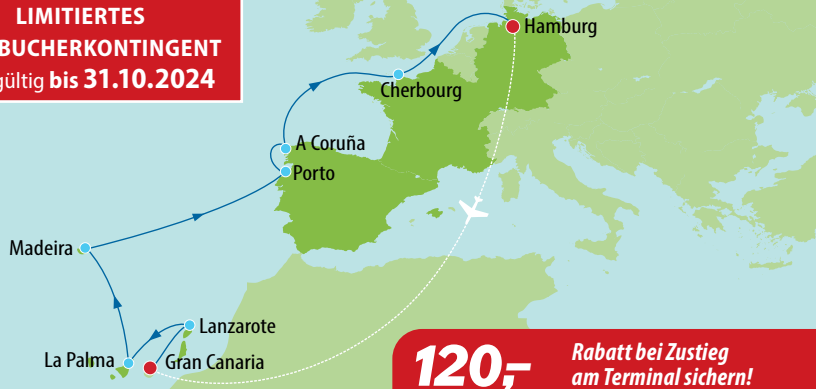 LIMITIERTES
BUCHERKONTINGENT
gültig bis 31.10.2024
Hamburg
Cherbourg
A Coruña
Porto
Madeira
Lanzarote
La Palma
Gran Canaria
120,-
Rabatt bei Zustieg
am Terminal sichern!